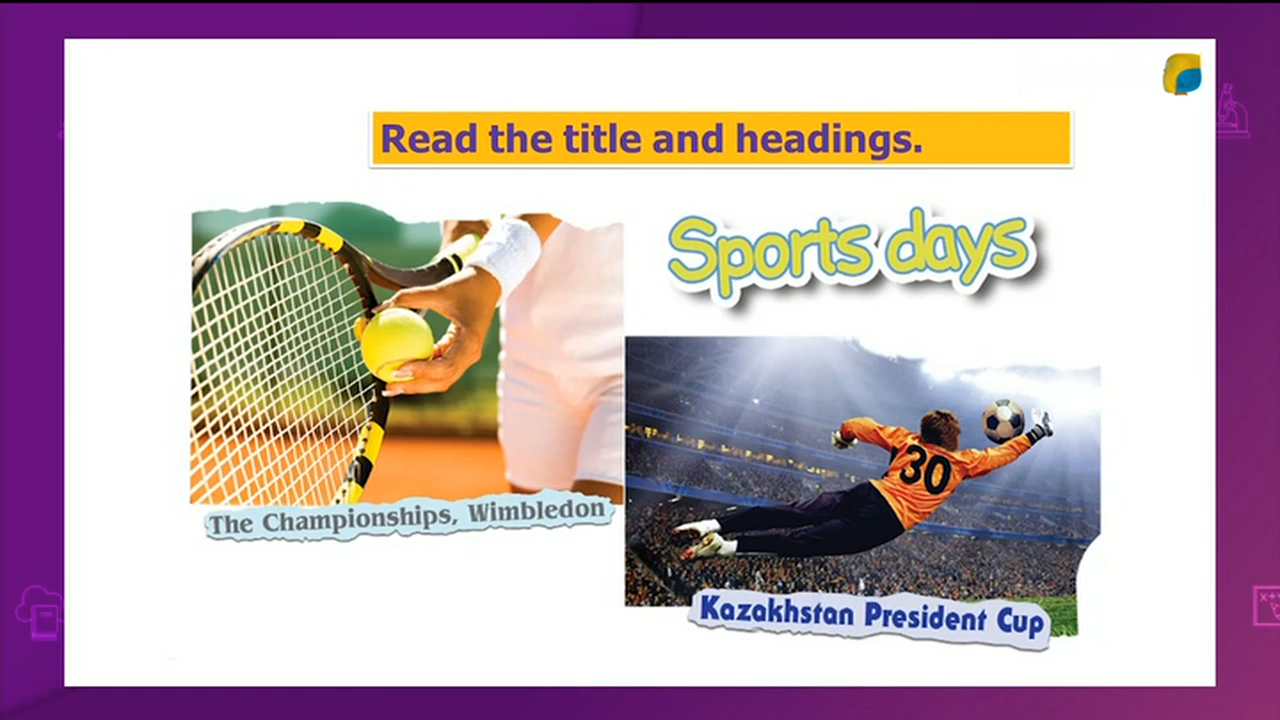 Read the title and headings.
Sports days
The Championships, Wimbledon
30
Kazakhstan President Cup